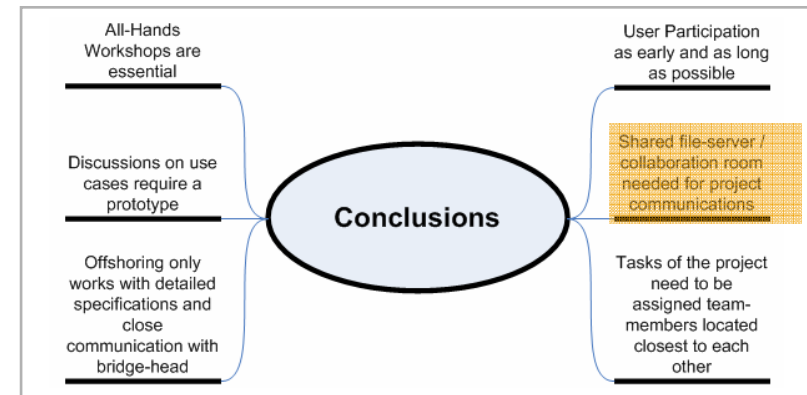 All-Hands
Workshops are
essential
Discussions on use
cases require a
prototype
Offshoring only
works with detailed
specifications and
close
communication with
bridge-head
Conclusions
User Participation
as early and as long
as possible
Shared file-server /
collaboration room
needed for project
communications
Tasks of the project
need to be
assigned team-
members located
closest to each
other